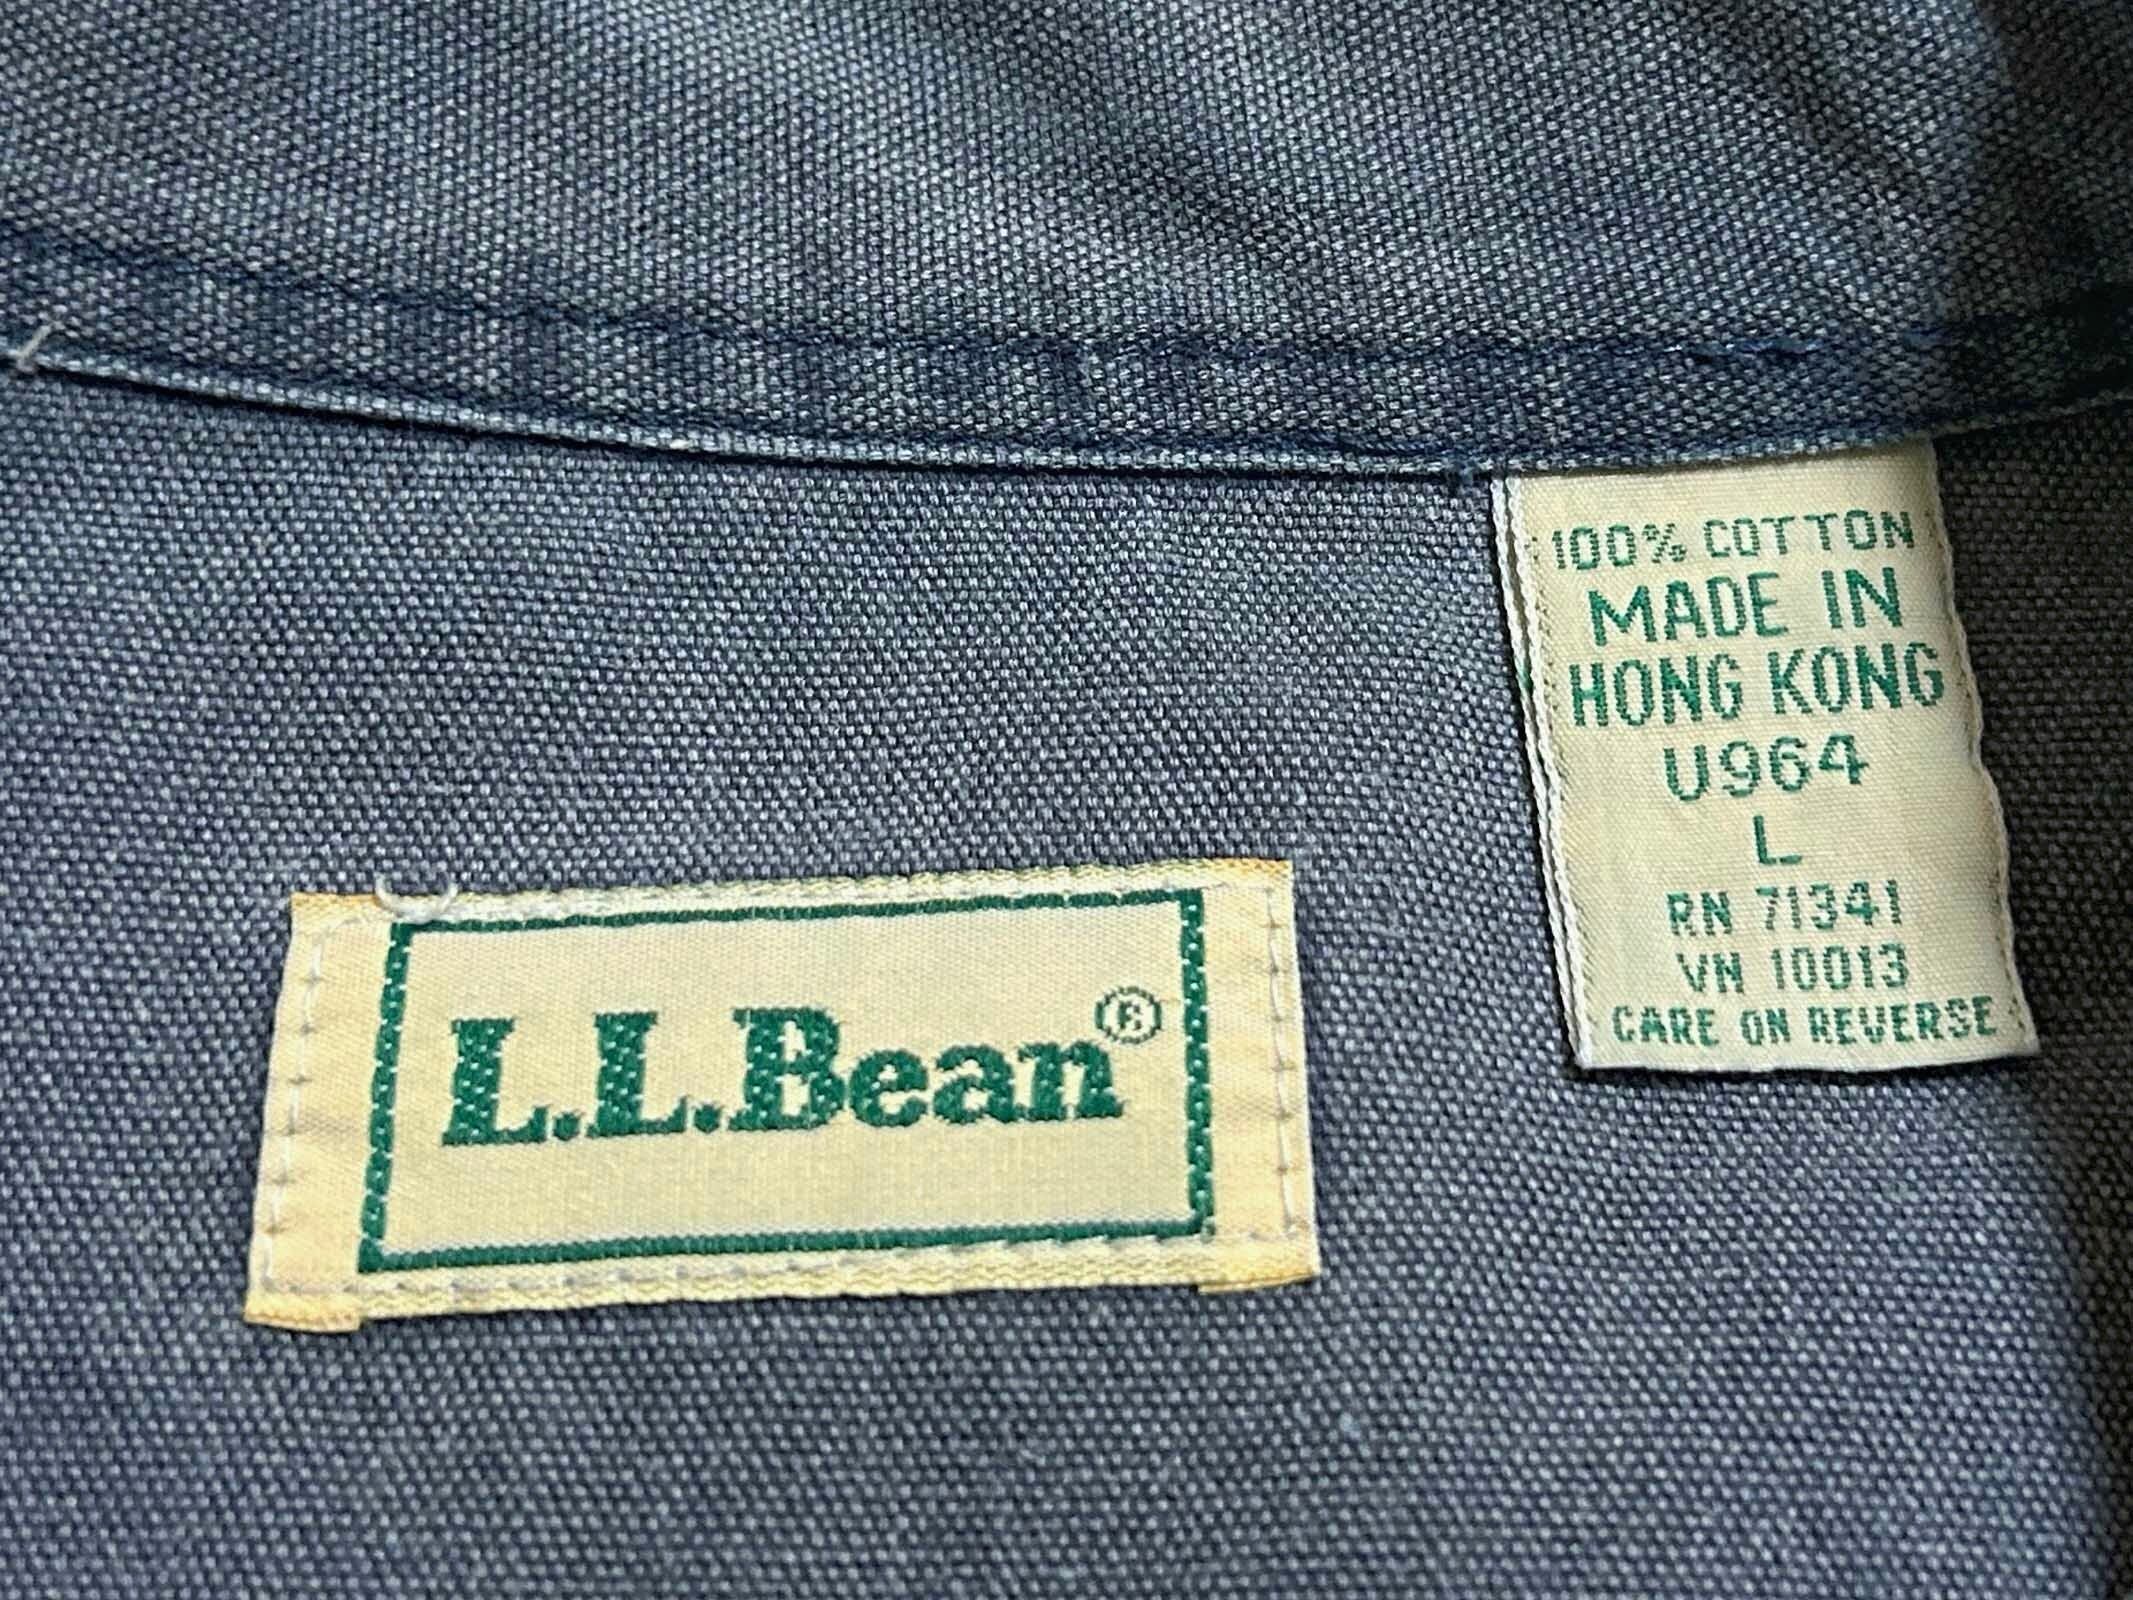 100% COTTON
MADE IN
HONG KONG
U964
L
RN 71341
VN 10013
CARE ON REVERSE
L.L.Bean®